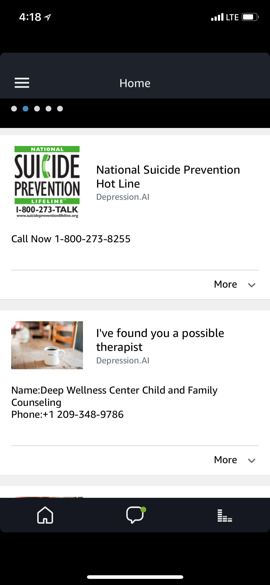 4:18
LTE
Home
NATIONAL
SUICIDE
PREVENTION
LIFELINE
1-800-273-TALK
www.suicidepreventionlifeline.org
National Suicide Prevention
Hot Line
Depression.AI
Call Now 1-800-273-8255
More
I've found you a possible
therapist
Depression.AI
Name:Deep Wellness Center Child and Family
Counseling
Phone:+1 209-348-9786
More